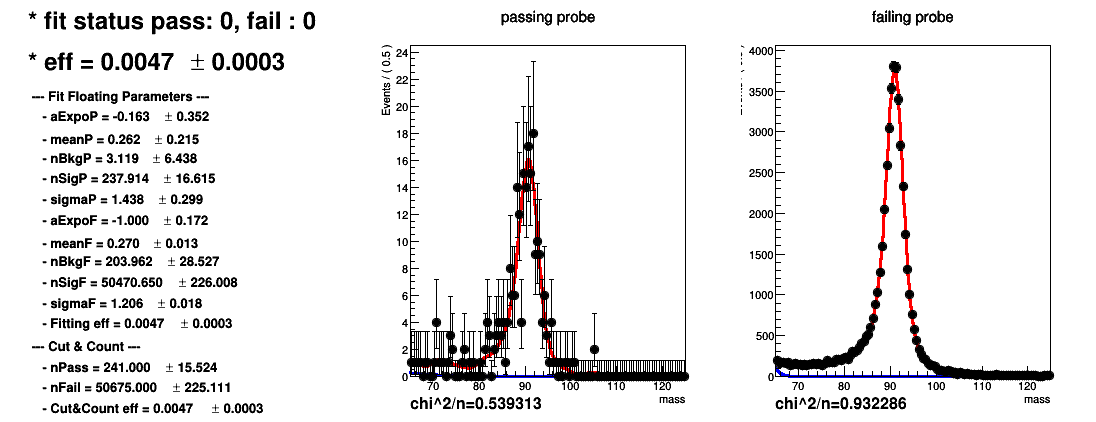 * fit status pass: 0, fail : 0
* eff = 0.0047 ± 0.0003
--- Fit Floating Parameters ---
- aExpoP = -0.163 ± 0.352
- meanP = 0.262 ± 0.215
- nBkgP = 3.119 ± 6.438
- nSigP = 237.914 ± 16.615
- sigmaP = 1.438 ± 0.299
- aExpoF = -1.000 ± 0.172
- meanF = 0.270 ± 0.013
- nBkgF = 203.962 ± 28.527
- nSigF = 50470.650 ± 226.008
- sigmaF = 1.206 ± 0.018
- Fitting eff = 0.0047 ± 0.0003
--- Cut & Count ---
- nPass = 241.000 ± 15.524
- nFail = 50675.000 ± 225.111
- Cut&Count eff = 0.0047 ± 0.0003
passing probe
Events / ( 0.5 )
24
22
20
18
16
14
12
10
8
6
4
2
0
70 80 90 100 110 120
mass
chi^2/n=0.539313
failing probe
4000
3500
3000
2500
2000
1500
1000
500
0
70 80 90 100 110 120
mass
chi^2/n=0.932286